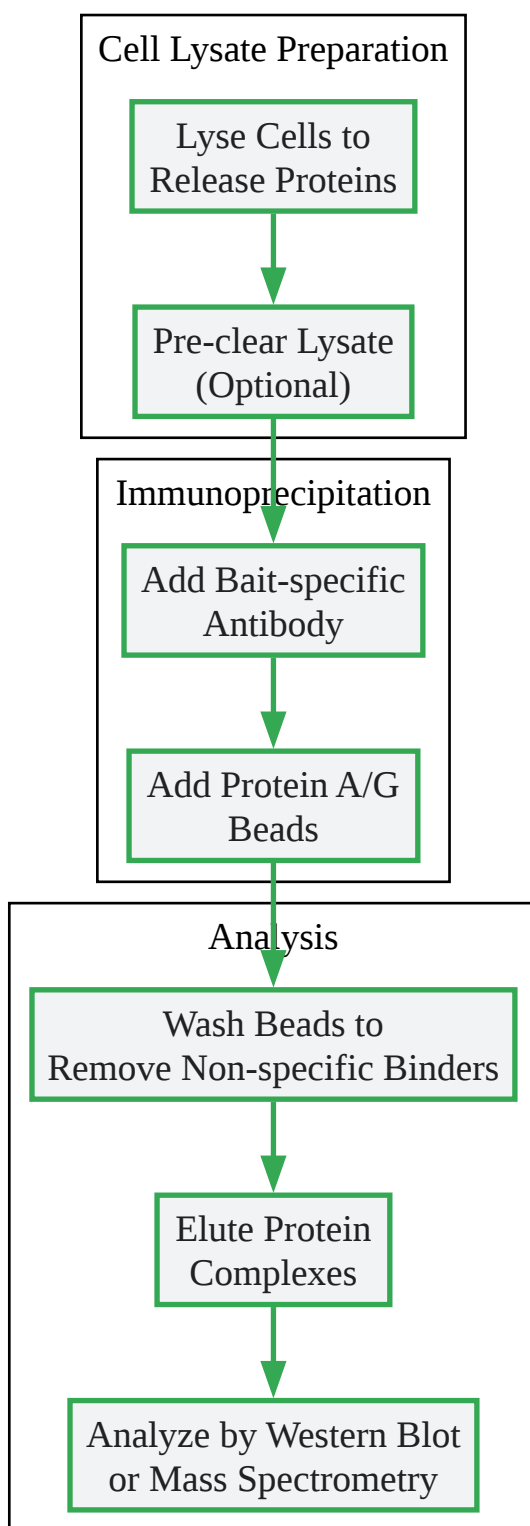 Cell Lysate Preparation
Lyse Cells to
Release Proteins
Pre-clear Lysate
(Optional)
Immunoprecipitation
Add Bait-specific
Antibody
Add Protein A/G
Beads
Analysis
Wash Beads to
Remove Non-specific Binders
Elute Protein
Complexes
Analyze by Western Blot
or Mass Spectrometry